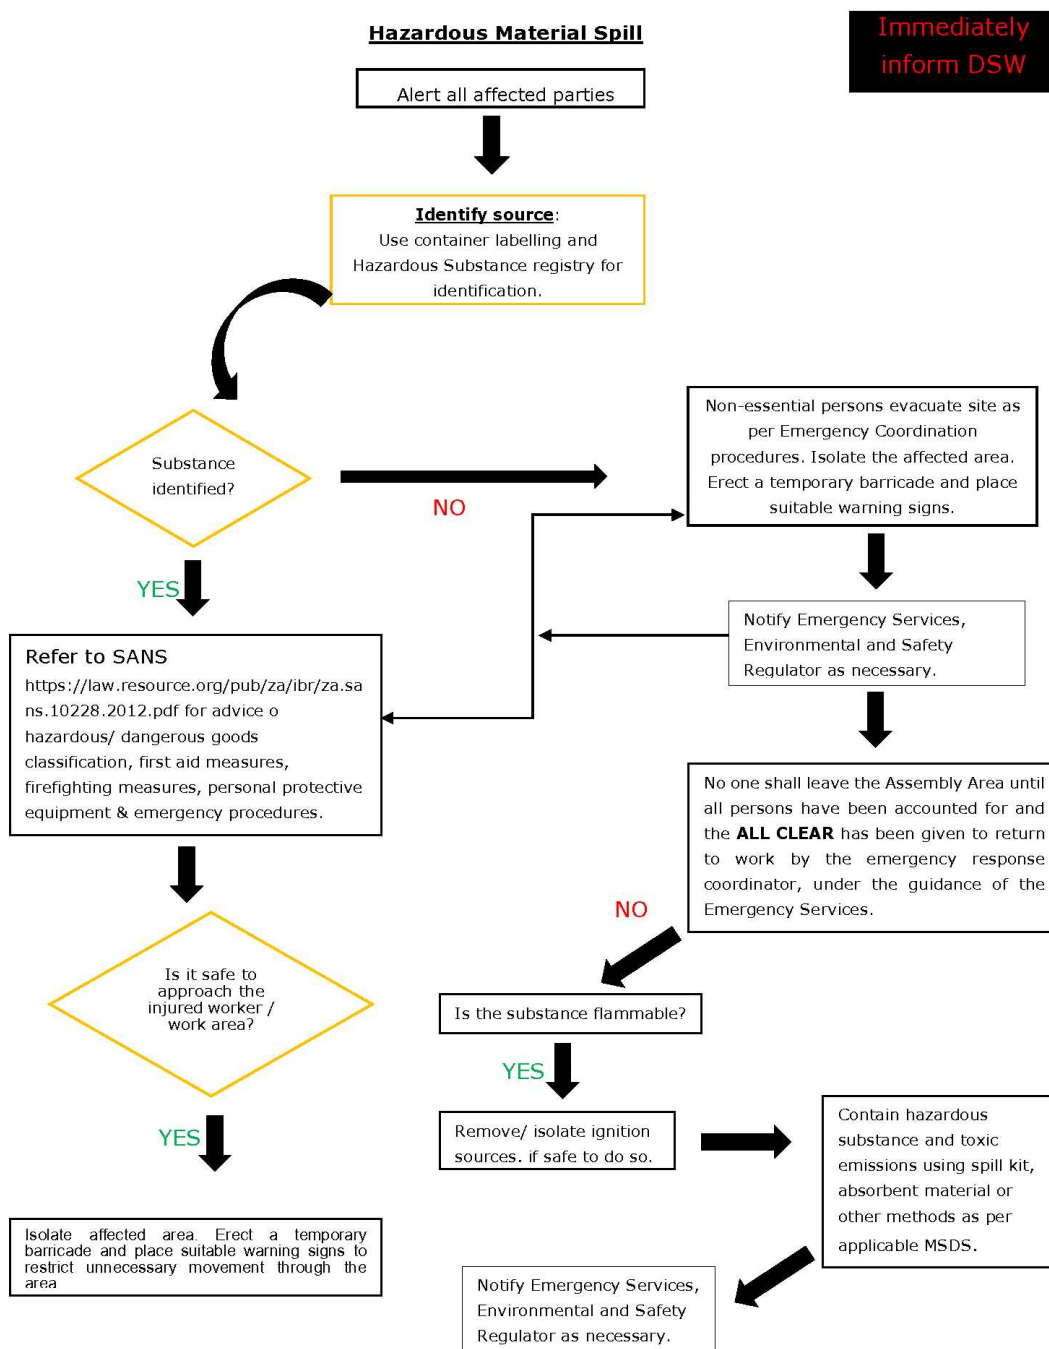 Hazardous Material Spill
Immediately
inform DSW
Alert all affected parties
Identify source:
Use container labelling and
Hazardous Substance registry for
identification.
Substance
identified?
NO
YES
Non-essential persons evacuate site as
per Emergency Coordination
procedures. Isolate the affected area.
Erect a temporary barricade and place
suitable warning signs.
Notify Emergency Services,
Environmental and Safety
Regulator as necessary.
Refer to SANS
https://law.resource.org/pub/za/ibr/za.sa
ns.10228.2012.pdf for advice o
hazardous/ dangerous goods
classification, first aid measures,
firefighting measures, personal protective
equipment & emergency procedures.
No one shall leave the Assembly Area until
all persons have been accounted for and
the ALL CLEAR has been given to return
to work by the emergency response
coordinator, under the guidance of the
Emergency Services.
NO
Is it safe to
approach the
injured worker /
work area?
YES
Is the substance flammable?
YES
Remove/ isolate ignition
sources. if safe to do so.
Contain hazardous
substance and toxic
emissions using spill kit,
absorbent material or
other methods as per
applicable MSDS.
Isolate affected area. Erect a temporary
barricade and place suitable warning signs to
restrict unnecessary movement through the
area
Notify Emergency Services,
Environmental and Safety
Regulator as necessary.